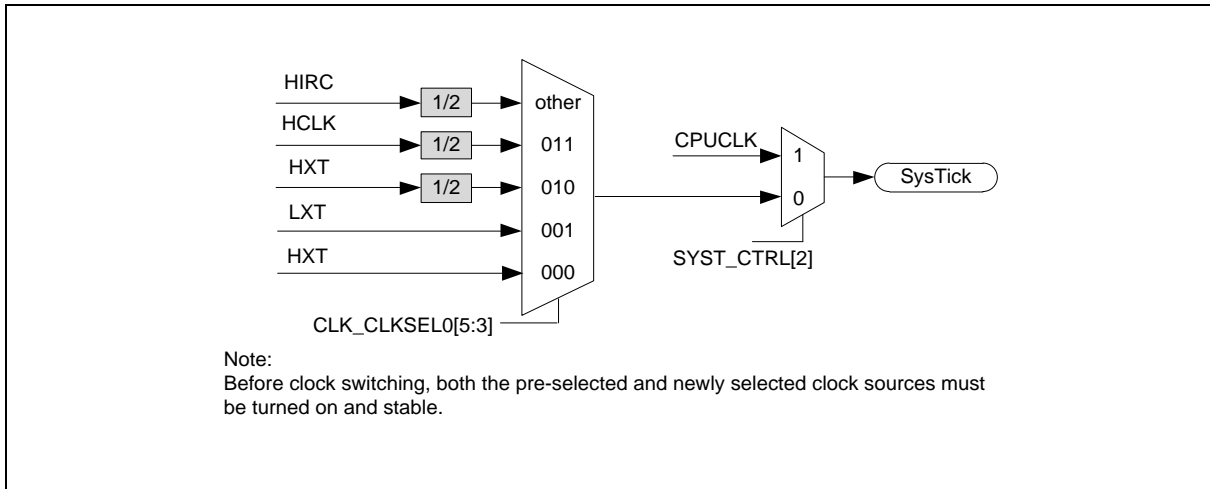 HIRC
1/2
other
HCLK
1/2
011
CPUCLK
1
HXT
1/2
010
SysTick
0
LXT
001
HXT
000
SYST_CTRL[2]
CLK_CLKSEL0[5:3]
Note:
Before clock switching, both the pre-selected and newly selected clock sources must
be turned on and stable.